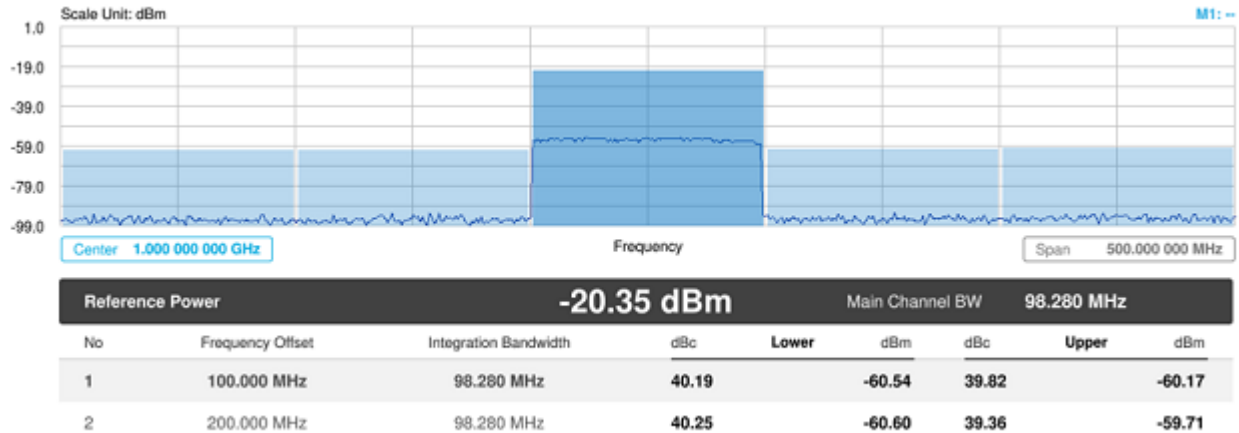 Scale Unit: dBm M1: --
1.0
-19.0
-39.0
-59.0
-79.0
-99.0
Center 1.000 000 000 GHz Frequency Span 500.000 000 MHz
Reference Power -20.35 dBm Main Channel BW 98.280 MHz
No Frequency Offset Integration Bandwidth dBc Lower dBm dBc Upper dBm
1 100.000 MHz 98.280 MHz 40.19 -60.54 39.82 -60.17
2 200.000 MHz 98.280 MHz 40.25 -60.60 39.36 -59.71